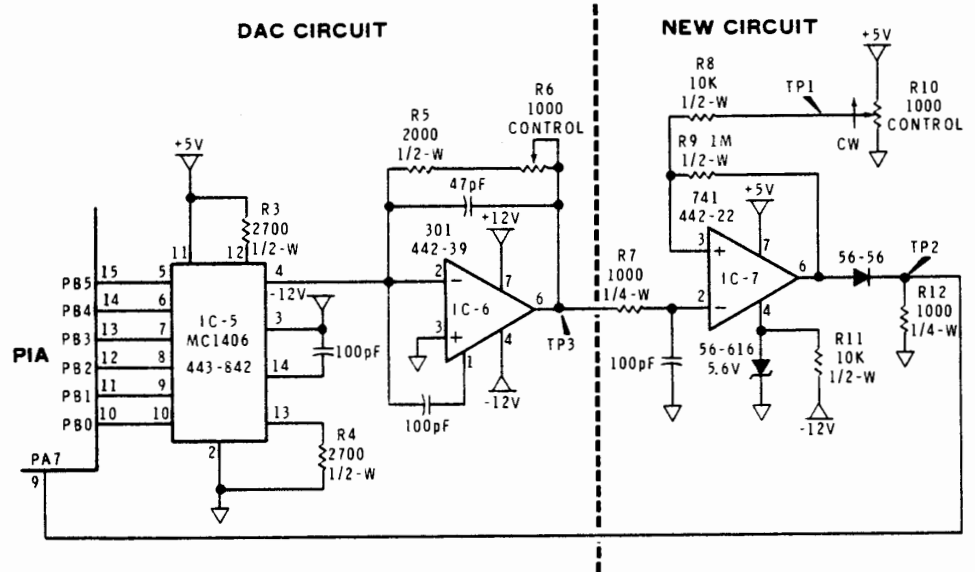 DAC CIRCUIT
NEW CIRCUIT
+5V
R3
2700
1/2-W
11
12
PB5
15
5
PB4
14
6
PB3
13
7
PB2
12
8
PB1
11
9
PB0
10
10
PIA
PA7
9
IC-5
MC1406
443-842
4
-12V
3
100pF
14
13
R4
2700
1/2-W
2
R5
2000
1/2-W
R6
1000
CONTROL
47pF
301
442-39
+12V
2
−
7
IC-6
6
3
+
1
4
-12V
100pF
TP3
R7
1000
1/4-W
100pF
R8
10K
1/2-W
TP1
+5V
R10
1000
CONTROL
CW
R9 1M
1/2-W
741
442-22
+5V
3
+
7
IC-7
6
2
−
4
56-56
TP2
R12
1000
1/4-W
56-616
5.6V
R11
10K
1/2-W
-12V